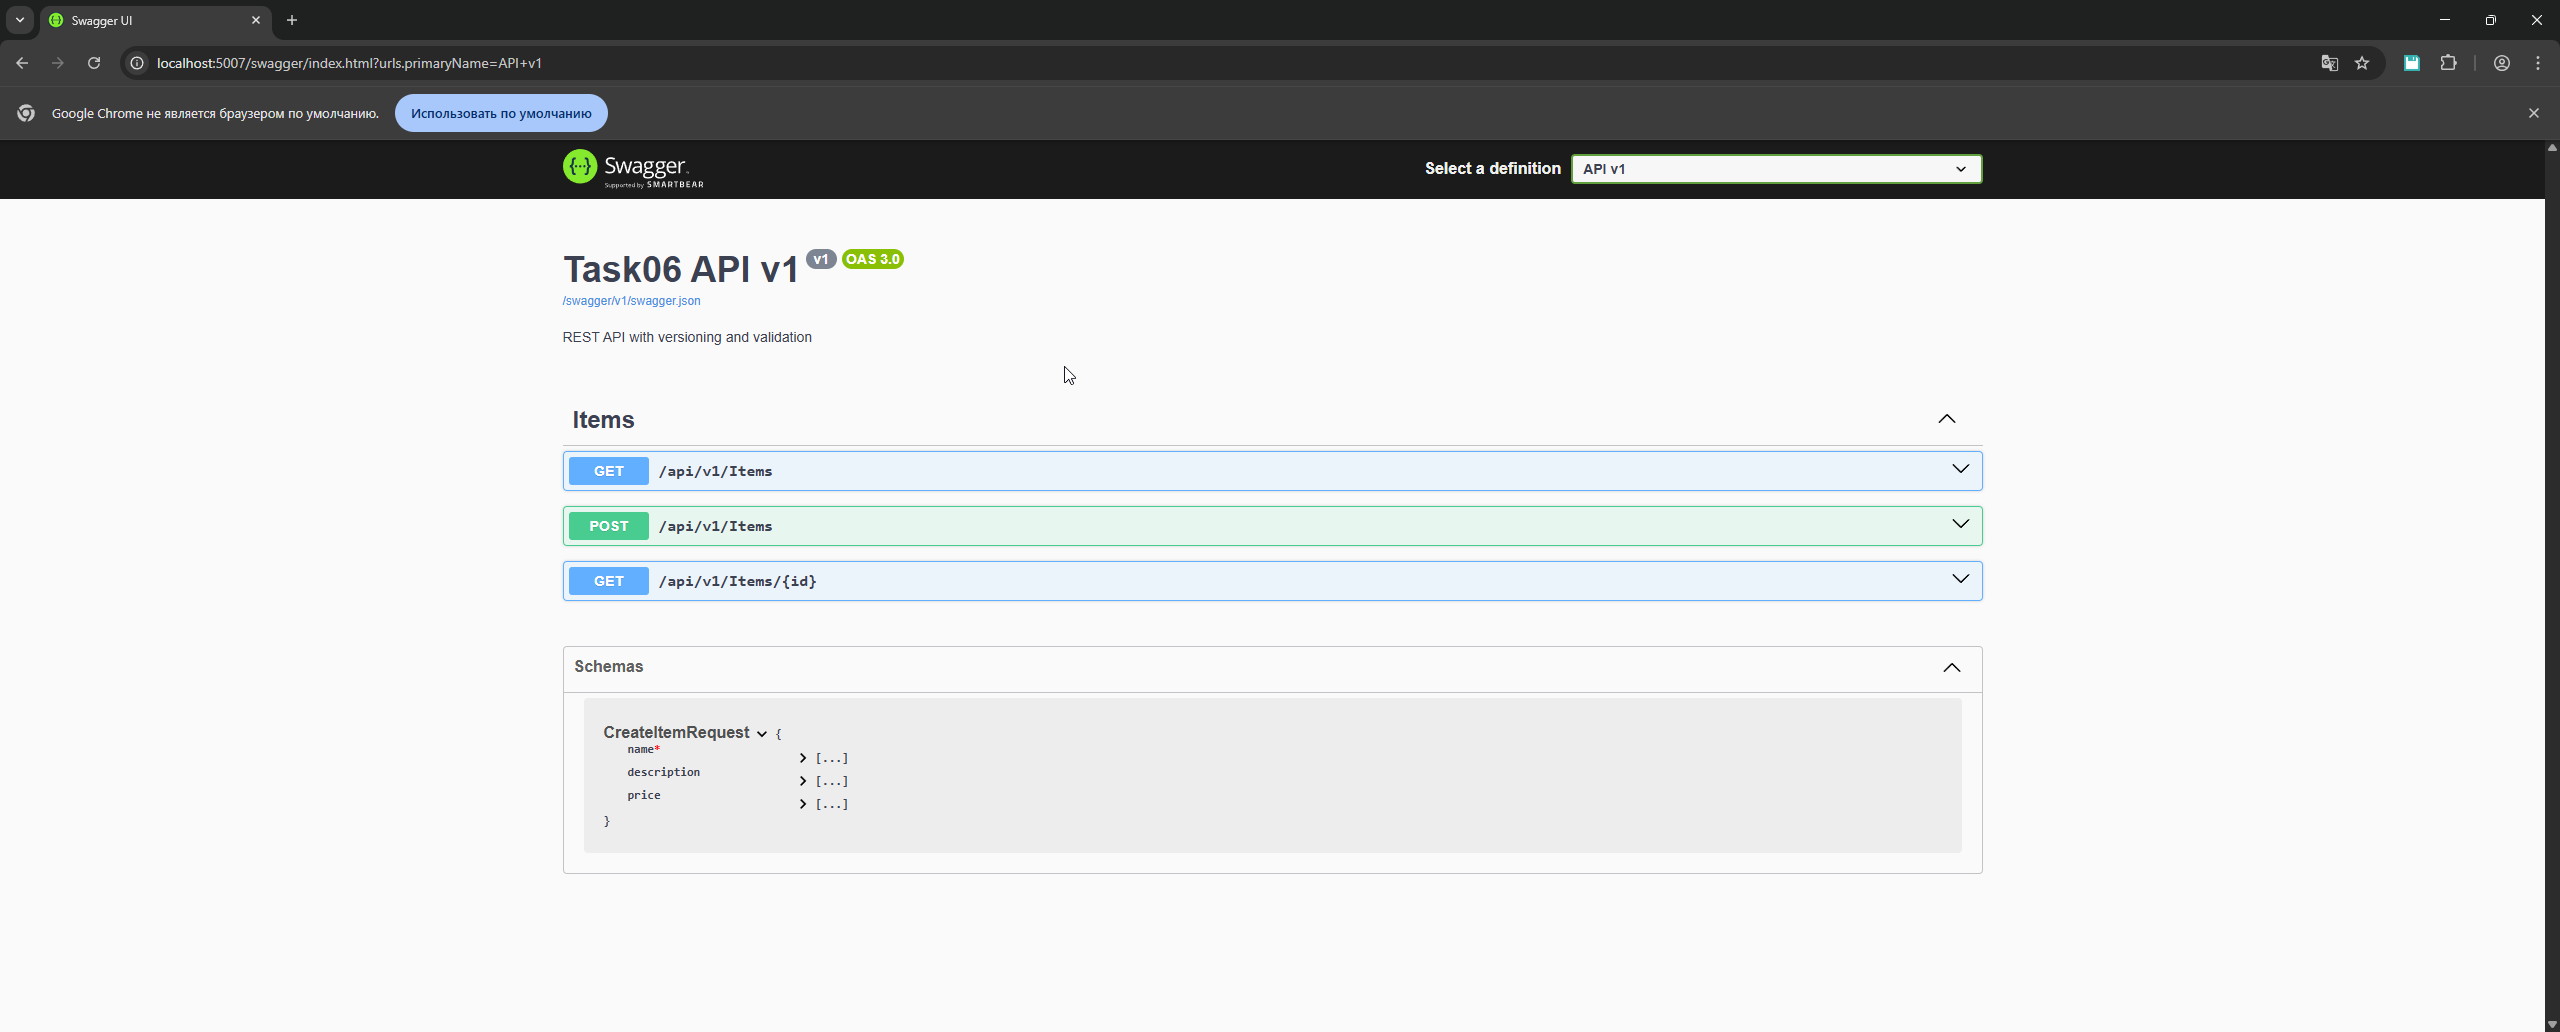 Swagger UI
localhost:5007/swagger/index.html?urls.primaryName=API+v1
Google Chrome не является браузером по умолчанию.
Использовать по умолчанию
Swagger
Supported by SMARTBEAR
Select a definition
API v1
Task06 API v1
v1
OAS 3.0
/swagger/v1/swagger.json
REST API with versioning and validation
Items
GET /api/v1/Items
POST /api/v1/Items
GET /api/v1/Items/{id}
Schemas
CreateItemRequest {
name* [...]
description [...]
price [...]
}